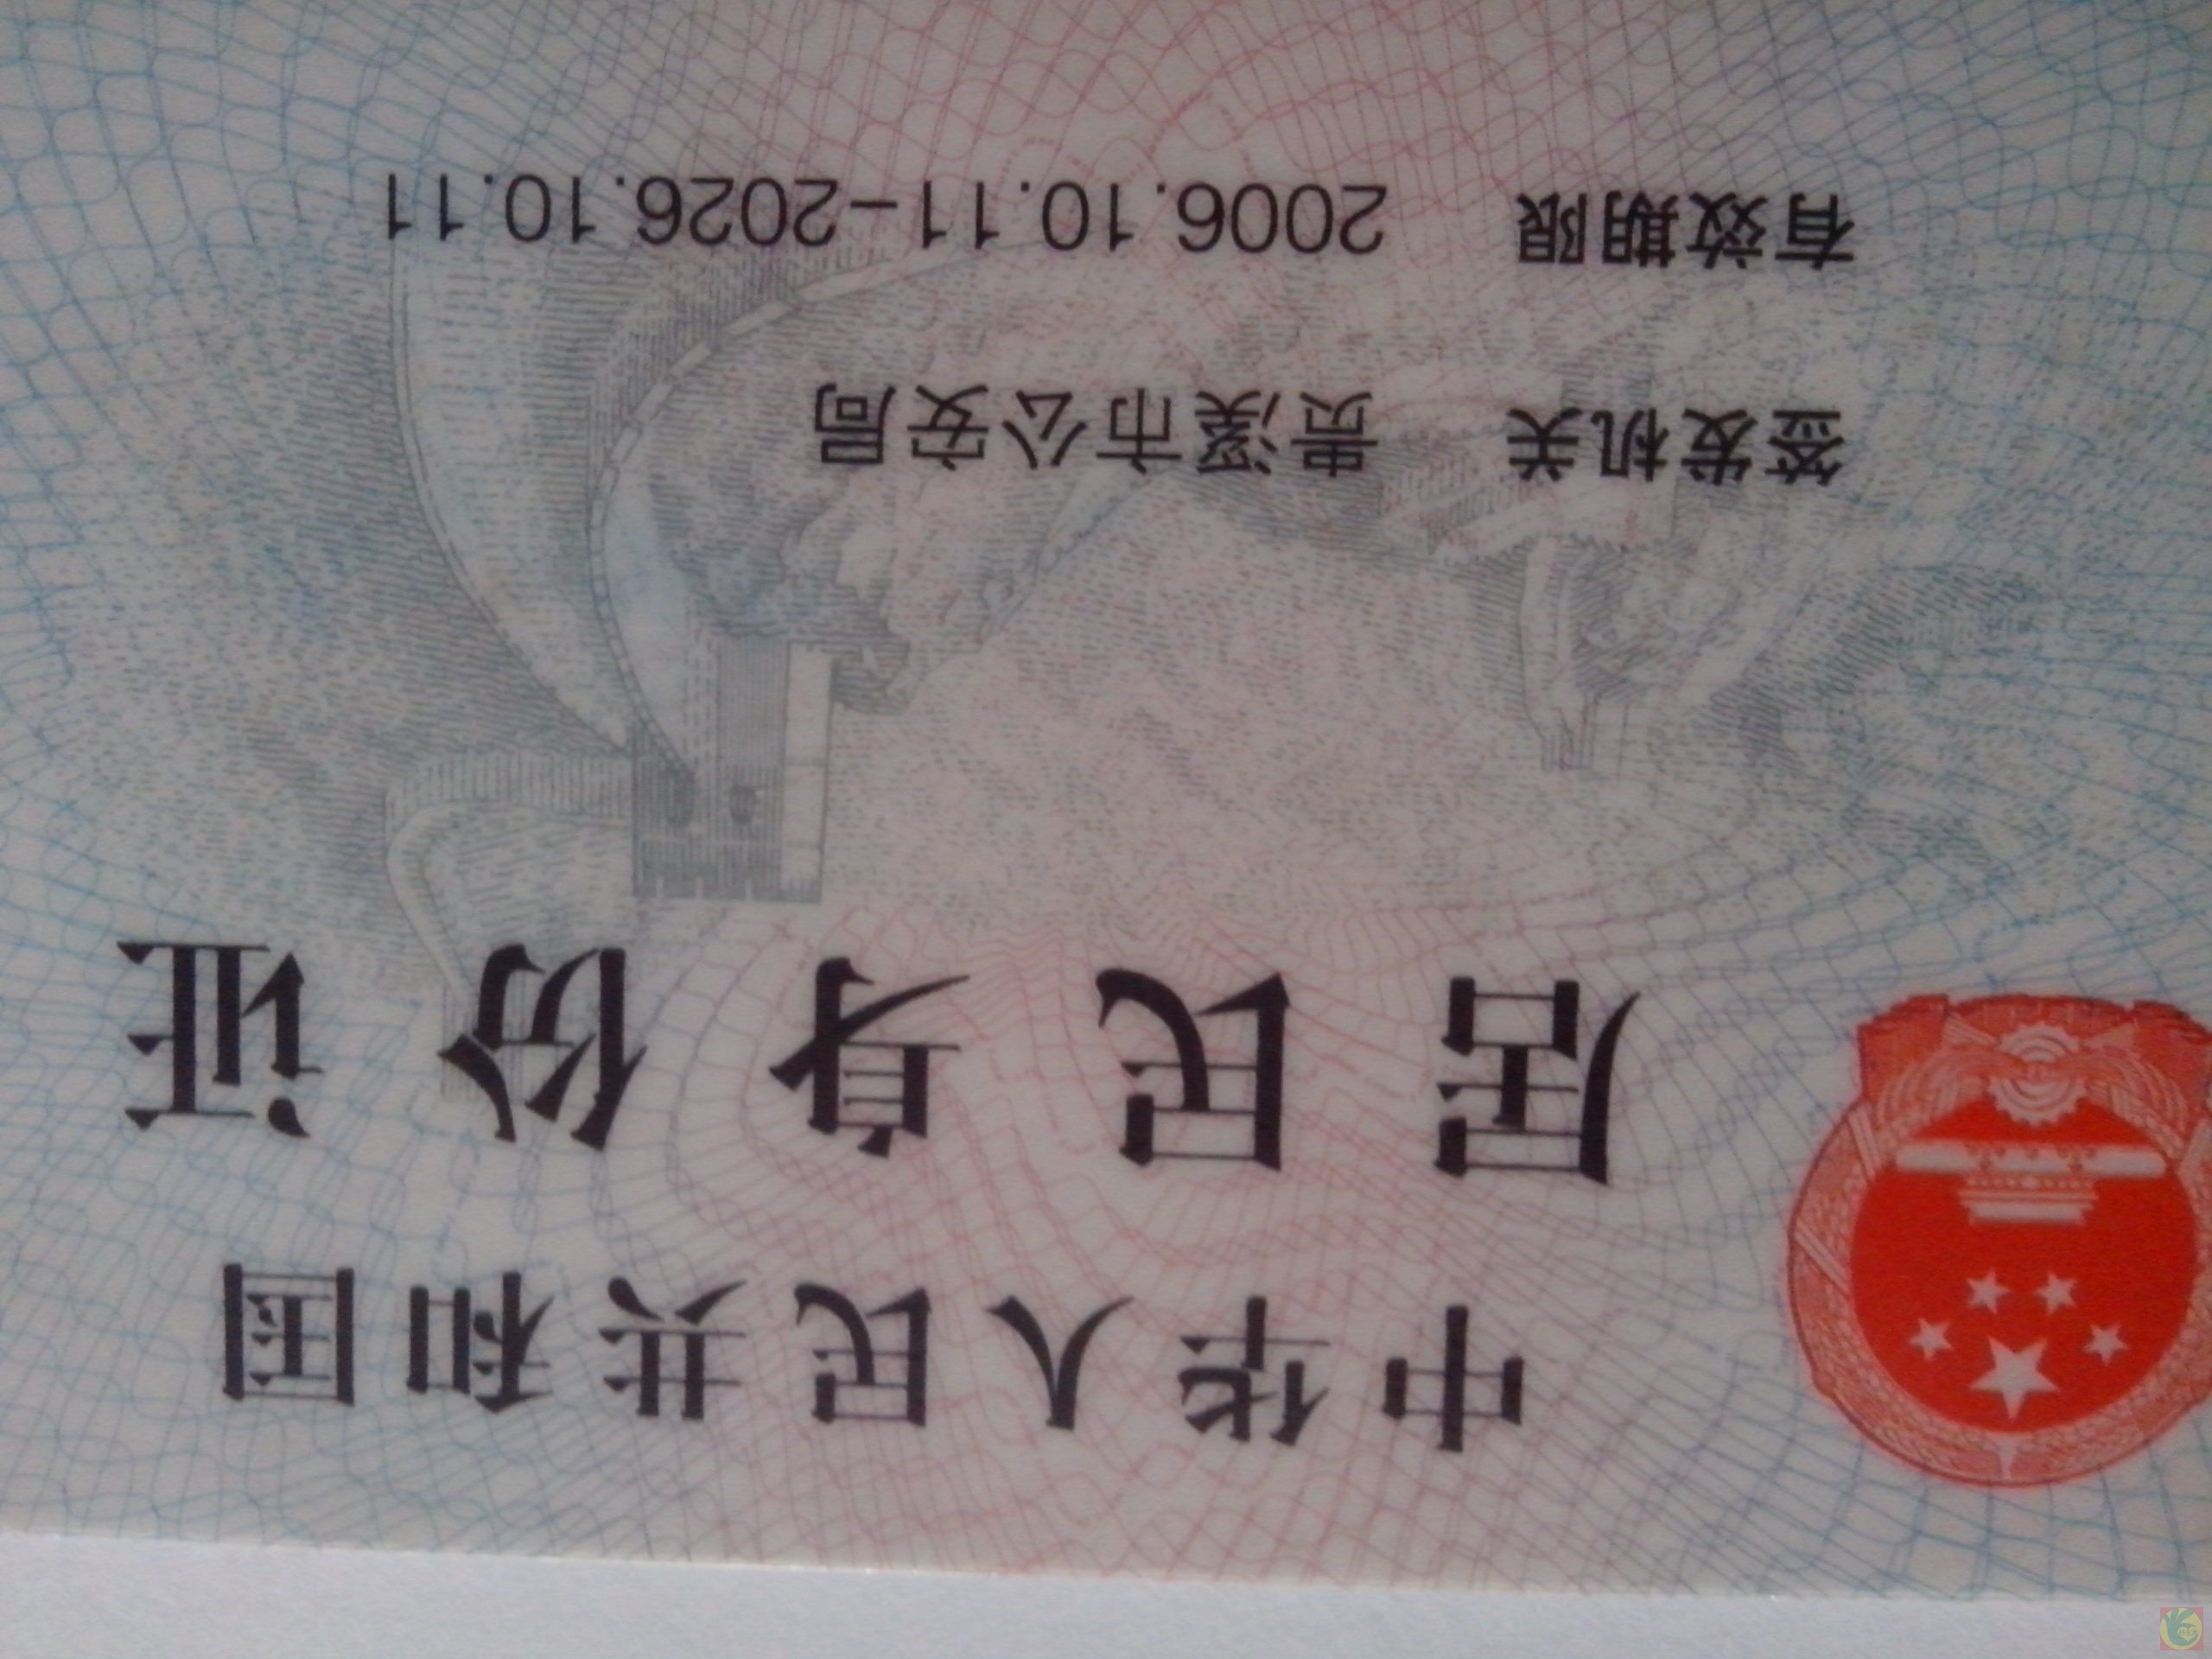 中华人民共和国
居民身份证
签发机关 贵溪市公安局
有效期限 2006.10.11-2026.10.11